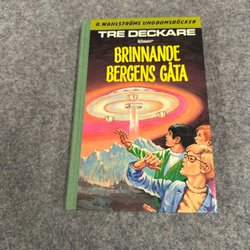 B. WAHLSTRÖMS UNGDOMSBÖCKER
TRE DECKARE
löser
BRINNANDE
BERGENS GÅTA